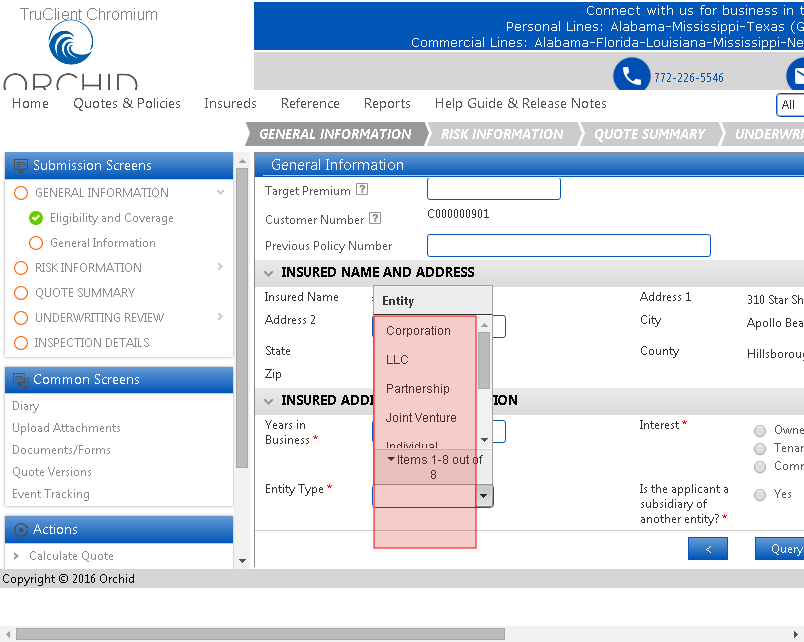 TruClient Chromium
Connect with us for business in t
Personal Lines: Alabama-Mississippi-Texas (G
Commercial Lines: Alabama-Florida-Louisiana-Mississippi-Ne
ORCHID
772-226-5546
Home Quotes & Policies Insureds Reference Reports Help Guide & Release Notes All
GENERAL INFORMATION RISK INFORMATION QUOTE SUMMARY UNDERWRI
Submission Screens
GENERAL INFORMATION
Eligibility and Coverage
General Information
RISK INFORMATION
QUOTE SUMMARY
UNDERWRITING REVIEW
INSPECTION DETAILS
Common Screens
Diary
Upload Attachments
Documents/Forms
Quote Versions
Event Tracking
Actions
Calculate Quote
General Information
Target Premium ?
Customer Number ? C000000901
Previous Policy Number
INSURED NAME AND ADDRESS
Insured Name
Address 1 310 Star Sh
Address 2
City Apollo Bea
State
County Hillsborou
Zip
Entity
Corporation
LLC
Partnership
Joint Venture
Individual
Items 1-8 out of
8
INSURED ADDI ON
Years in
Business *
Interest *
Owne
Tenan
Comm
Entity Type *
Is the applicant a
subsidiary of
another entity? *
Yes
< Query
Copyright © 2016 Orchid